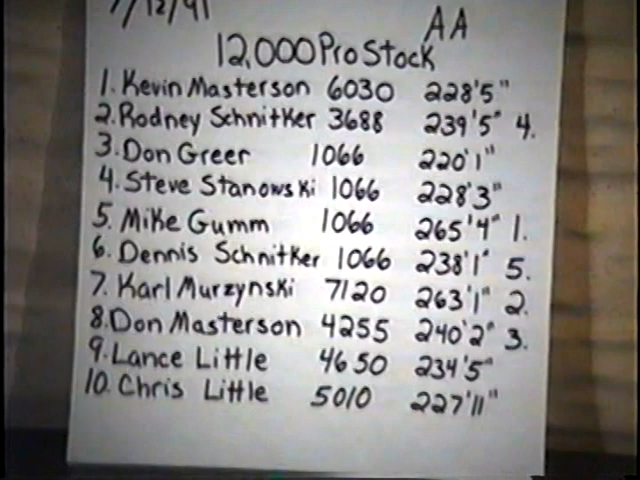 7/12/91
AA
12,000 Pro Stock
1. Kevin Masterson 6030 228'5"
2. Rodney Schnitker 3688 239'5" 4.
3. Don Greer 1066 220'1"
4. Steve Stanowski 1066 228'3"
5. Mike Gumm 1066 265'4" 1.
6. Dennis Schnitker 1066 238'1" 5.
7. Karl Murzynski 7120 263'1" 2.
8. Don Masterson 4255 240'2" 3.
9. Lance Little 4650 234'5"
10. Chris Little 5010 227'11"